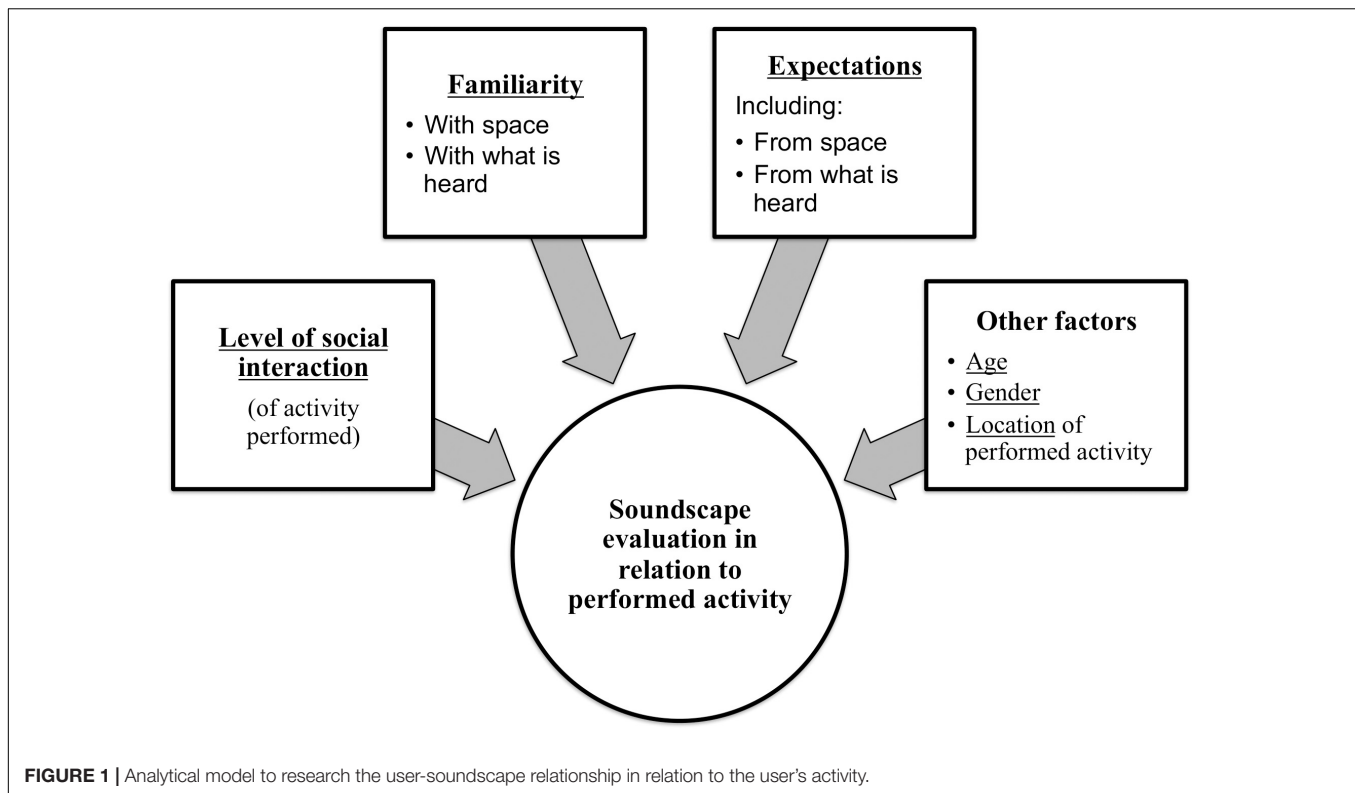 Familiarity
• With space
• With what is
heard
Expectations
Including:
• From space
• From what is
heard
Level of social
interaction
(of activity
performed)
Other factors
• Age
• Gender
• Location of
performed activity
Soundscape
evaluation in
relation to
performed activity
FIGURE 1 | Analytical model to research the user-soundscape relationship in relation to the user’s activity.